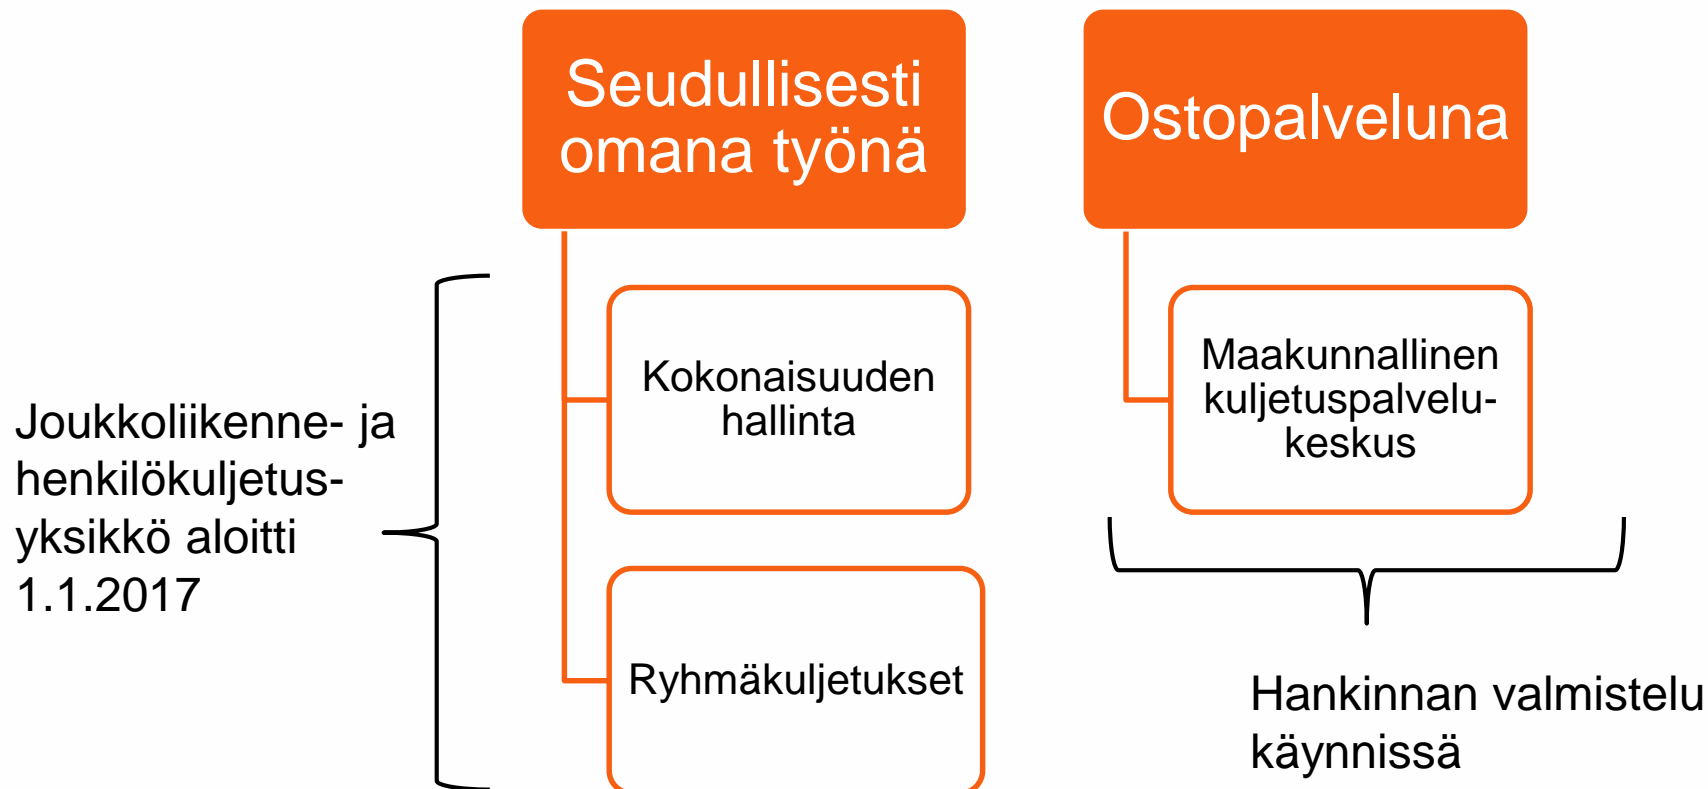 Seudullisesti
omana työnä
Ostopalveluna
Joukkoliikenne- ja
henkilökuljetus-
yksikkö aloitti
1.1.2017
Kokonaisuuden
hallinta
Ryhmäkuljetukset
Maakunnallinen
kuljetuspalvelu-
keskus
Hankinnan valmistelu
käynnissä